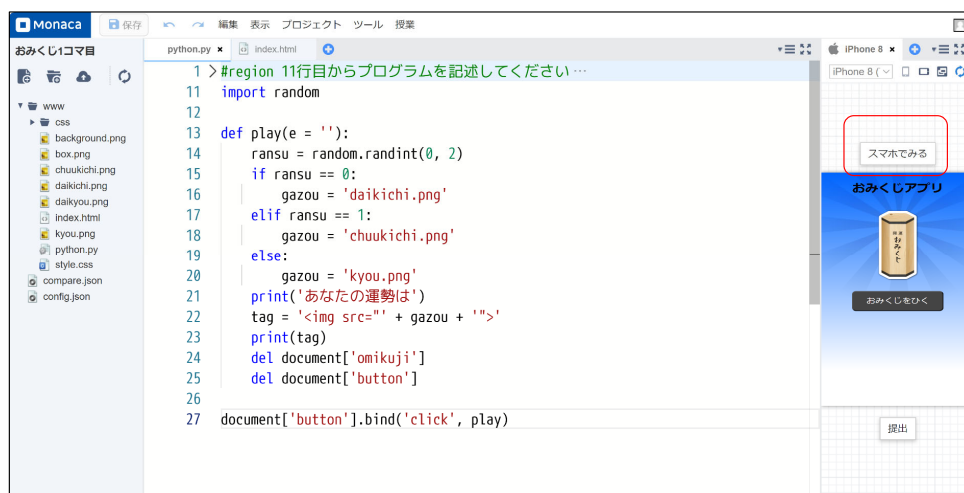 Monaca 保存 編集 表示 プロジェクト ツール 授業
おみくじ1コマ目
python.py × index.html
iPhone 8 ×
iPhone 8 (
www
css
background.png
box.png
chuukichi.png
daikichi.png
daikyou.png
index.html
kyou.png
python.py
style.css
compare.json
config.json
1 #region 11行目からプログラムを記述してください…
11 import random
12
13 def play(e = ''):
14 ransu = random.randint(0, 2)
15 if ransu == 0:
16 gazou = 'daikichi.png'
17 elif ransu == 1:
18 gazou = 'chuukichi.png'
19 else:
20 gazou = 'kyou.png'
21 print('あなたの運勢は')
22 tag = '<img src="' + gazou + '">'
23 print(tag)
24 del document['omikuji']
25 del document['button']
26
27 document['button'].bind('click', play)
スマホでみる
おみくじアプリ
おみくじ
おみくじをひく
提出